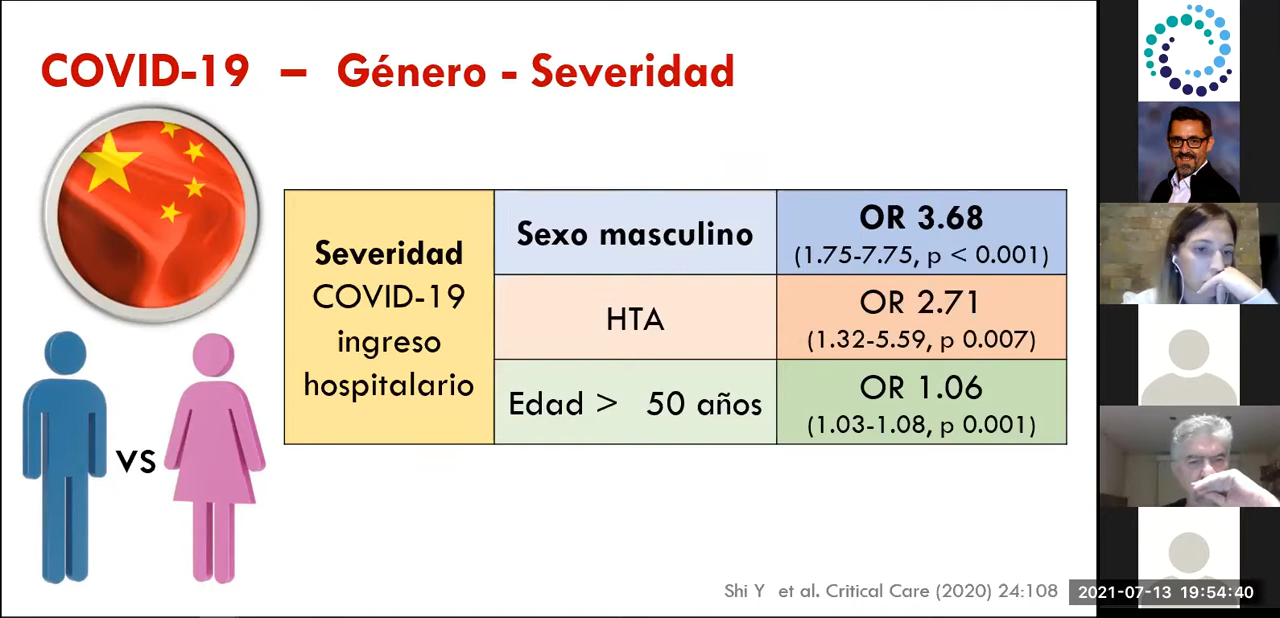 COVID-19 – Género - Severidad
Severidad
COVID-19
ingreso
hospitalario
Sexo masculino
OR 3.68
(1.75-7.75, p < 0.001)
HTA
OR 2.71
(1.32-5.59, p 0.007)
Edad > 50 años
OR 1.06
(1.03-1.08, p 0.001)
vs
Shi Y et al. Critical Care (2020) 24:108
2021-07-13 19:54:40